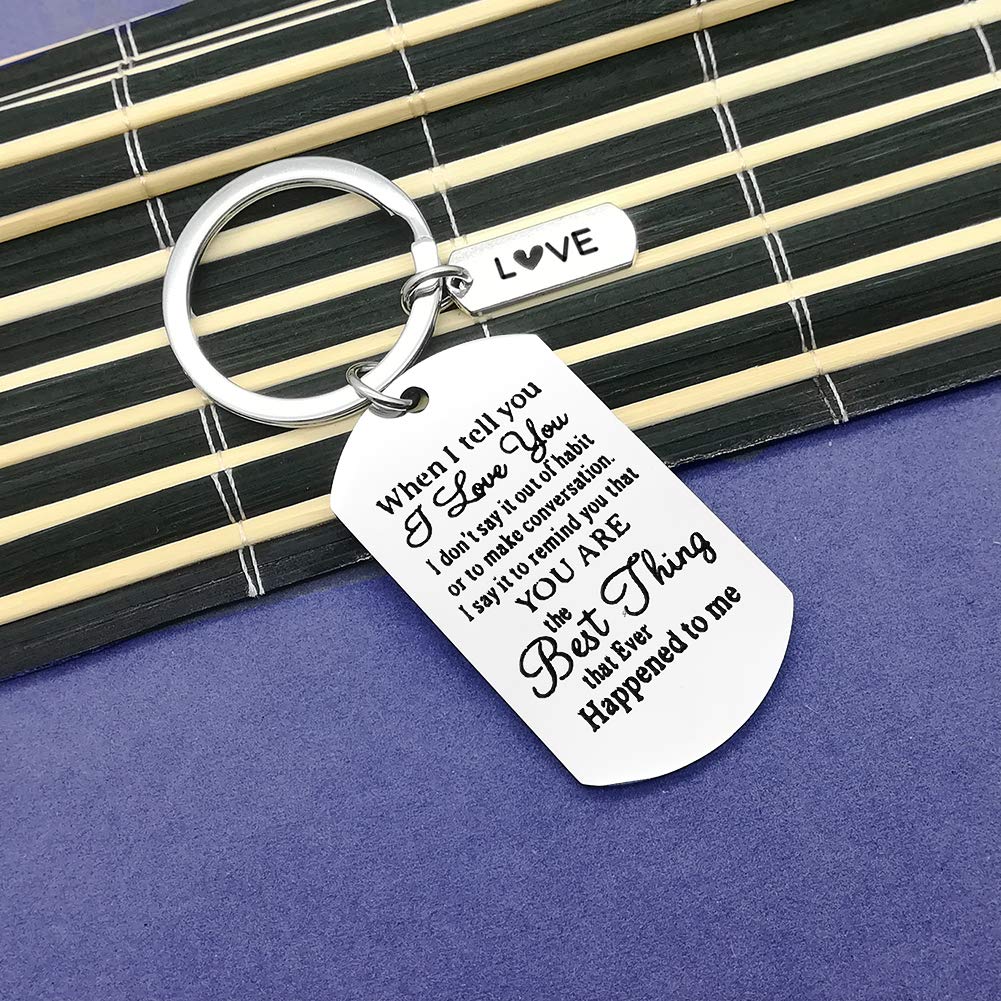 L♥VE
When I tell you
I Love You
I don't say it out of habit
or to make conversation.
I say it to remind you that
YOU ARE
the
Best Thing
that Ever
Happened to me